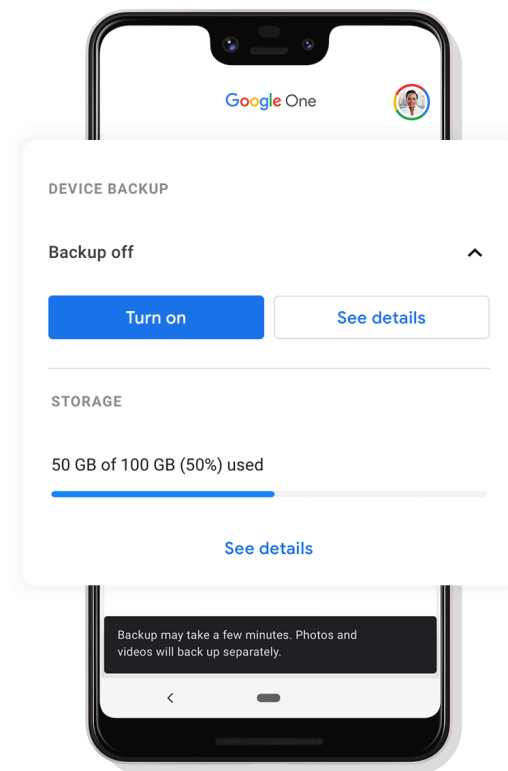 Google One
DEVICE BACKUP
Backup off
Turn on
See details
STORAGE
50 GB of 100 GB (50%) used
See details
Backup may take a few minutes. Photos and
videos will back up separately.